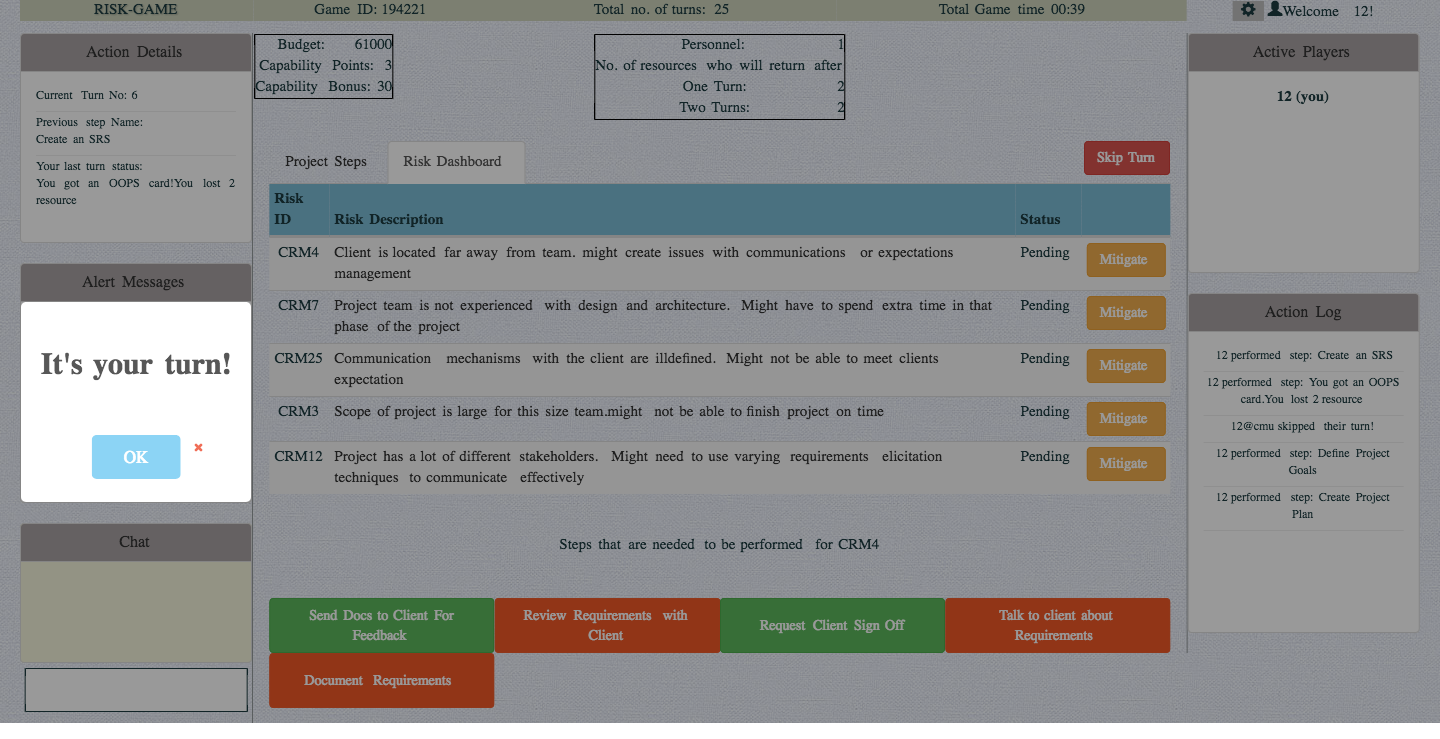 RISK-GAME
Game ID: 194221
Total no. of turns: 25
Total Game time 00:39
Welcome 12!
Action Details
Current Turn No: 6
Previous step Name:
Create an SRS
Your last turn status:
You got an OOPS card!You lost 2
resource
Alert Messages
It's your turn!
OK
Chat
Budget: 61000
Capability Points: 3
Capability Bonus: 30
Personnel: 1
No. of resources who will return after
One Turn: 2
Two Turns: 2
Project Steps
Risk Dashboard
Skip Turn
Risk
ID
Risk Description
Status
CRM4
Client is located far away from team. might create issues with communications or expectations
management
Pending
Mitigate
CRM7
Project team is not experienced with design and architecture. Might have to spend extra time in that
phase of the project
Pending
Mitigate
CRM25
Communication mechanisms with the client are illdefined. Might not be able to meet clients
expectation
Pending
Mitigate
CRM3
Scope of project is large for this size team.might not be able to finish project on time
Pending
Mitigate
CRM12
Project has a lot of different stakeholders. Might need to use varying requirements elicitation
techniques to communicate effectively
Pending
Mitigate
Steps that are needed to be performed for CRM4
Send Docs to Client For
Feedback
Review Requirements with
Client
Request Client Sign Off
Talk to client about
Requirements
Document Requirements
Active Players
12 (you)
Action Log
12 performed step: Create an SRS
12 performed step: You got an OOPS
card.You lost 2 resource
12@cmu skipped their turn!
12 performed step: Define Project
Goals
12 performed step: Create Project
Plan